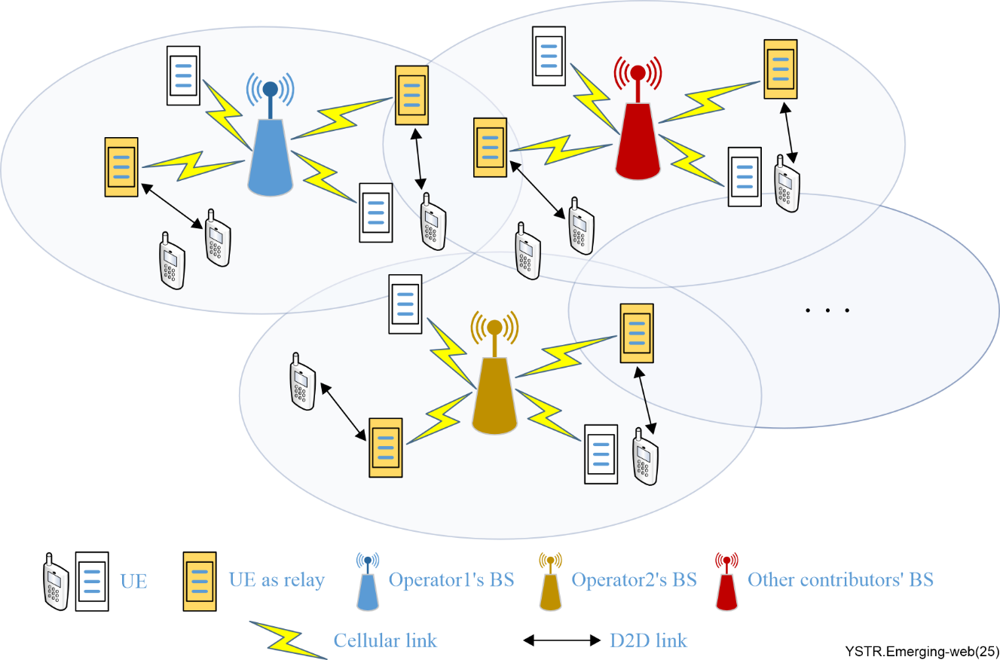 . . .
UE
UE as relay
Operator1's BS
Operator2's BS
Other contributors' BS
Cellular link
D2D link
YSTR.Emerging-web(25)